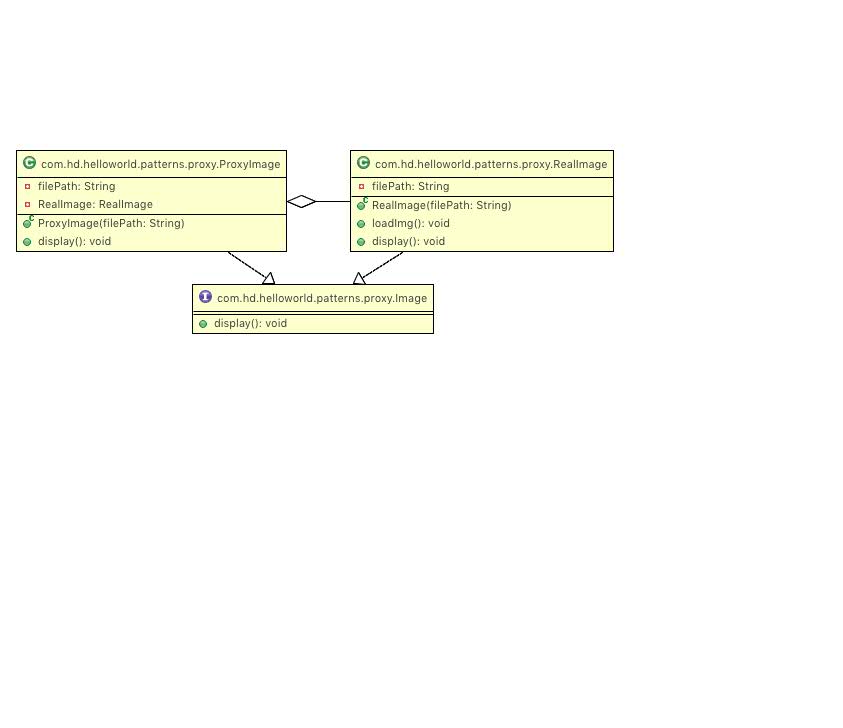 com.hd.helloworld.patterns.proxy.ProxyImage
filePath: String
RealImage: RealImage
ProxyImage(filePath: String)
display(): void
com.hd.helloworld.patterns.proxy.RealImage
filePath: String
RealImage(filePath: String)
loadImg(): void
display(): void
com.hd.helloworld.patterns.proxy.Image
display(): void